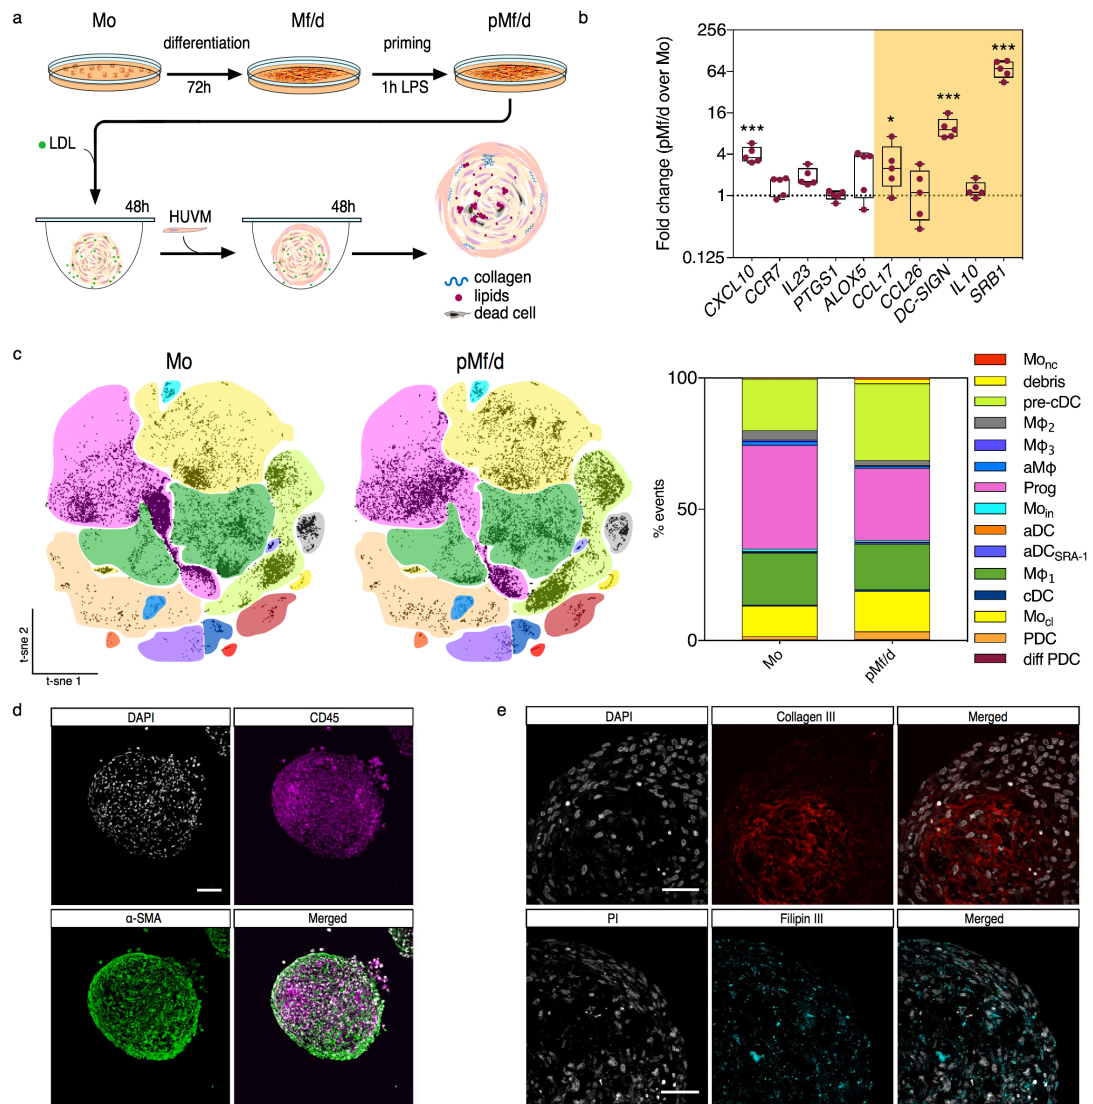 a
Mo
Mf/d
pMf/d
differentiation
72h
priming
1h LPS
LDL
48h
HUVM
48h
collagen
lipids
dead cell
b
Fold change (pMf/d over Mo)
256
64
16
4
1
0.125
***
*
***
***
CXCL10
CCR7
IL23
PTGS1
ALOX5
CCL17
CCL26
DC-SIGN
IL10
SRB1
c
Mo
pMf/d
t-sne 2
t-sne 1
% events
100
50
0
Mo
pMf/d
Monc
debris
pre-cDC
Mϕ2
Mϕ3
aMϕ
Prog
Moin
aDC
aDCSRA-1
Mϕ1
cDC
Mocl
PDC
diff PDC
d
DAPI
CD45
α-SMA
Merged
e
DAPI
Collagen III
Merged
PI
Filipin III
Merged